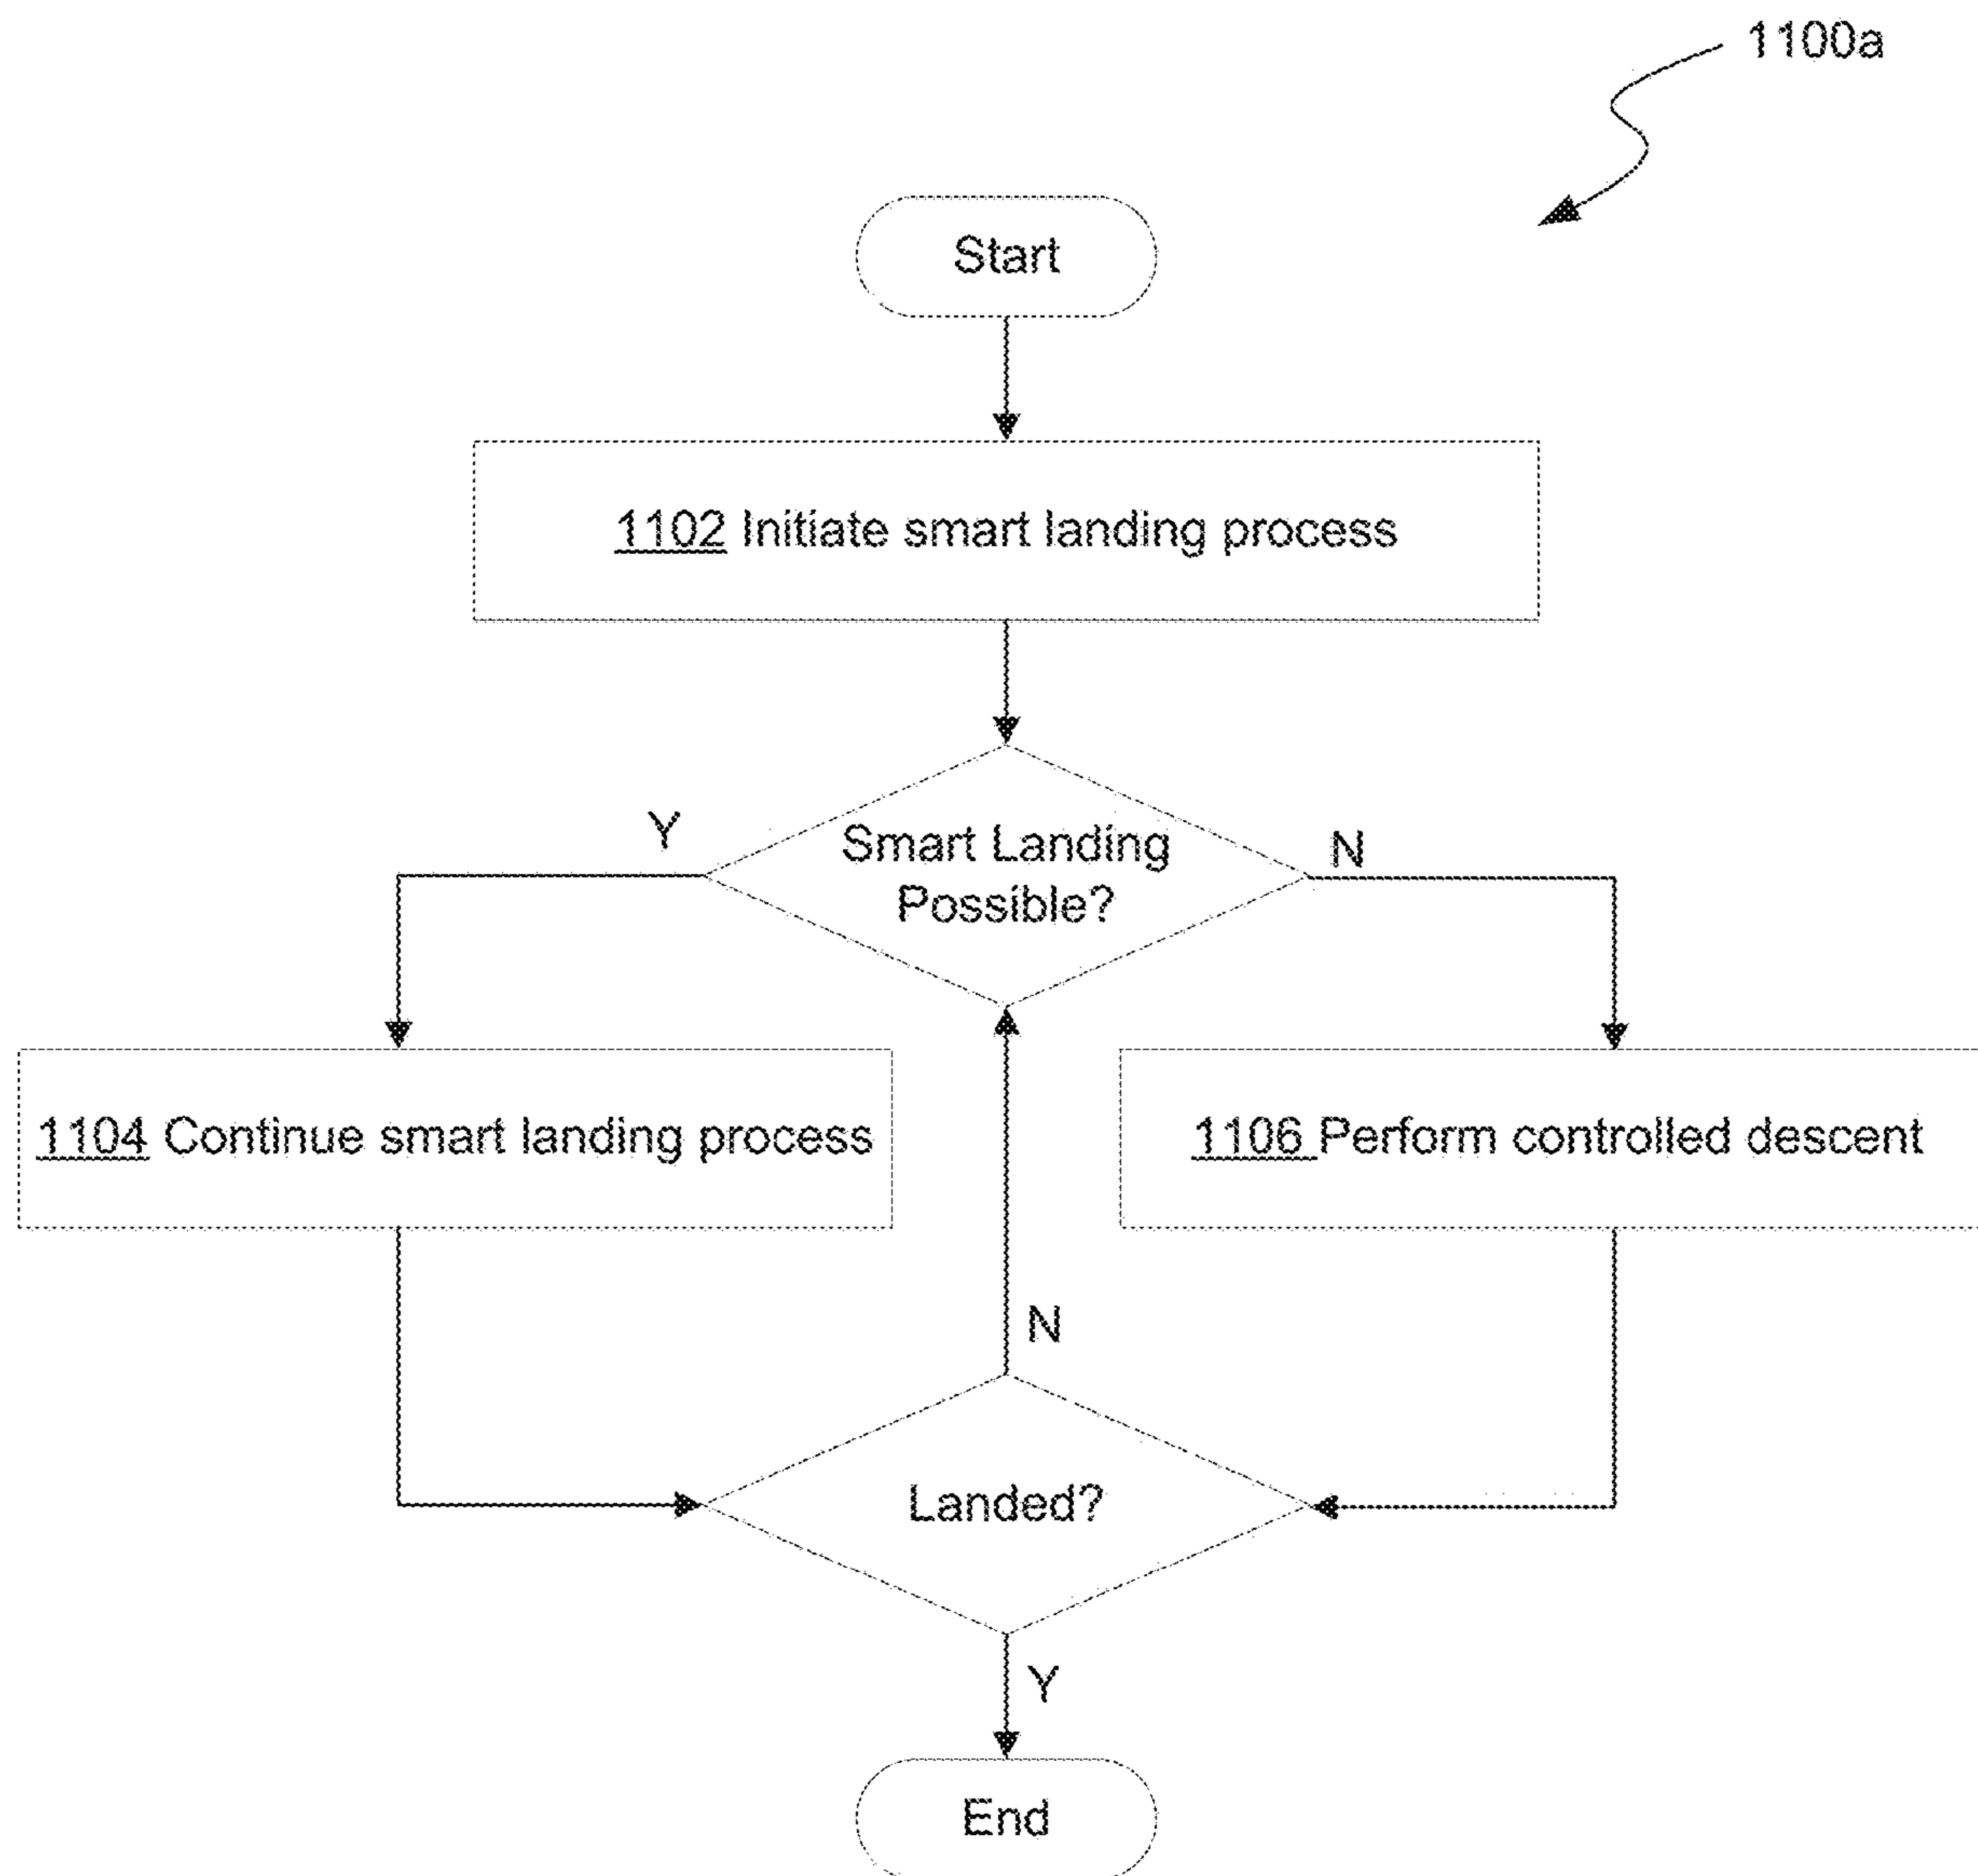 1100a
Start
1102 Initiate smart landing process
Y
Smart Landing
Possible?
N
1104 Continue smart landing process
1106 Perform controlled descent
N
Landed?
Y
End